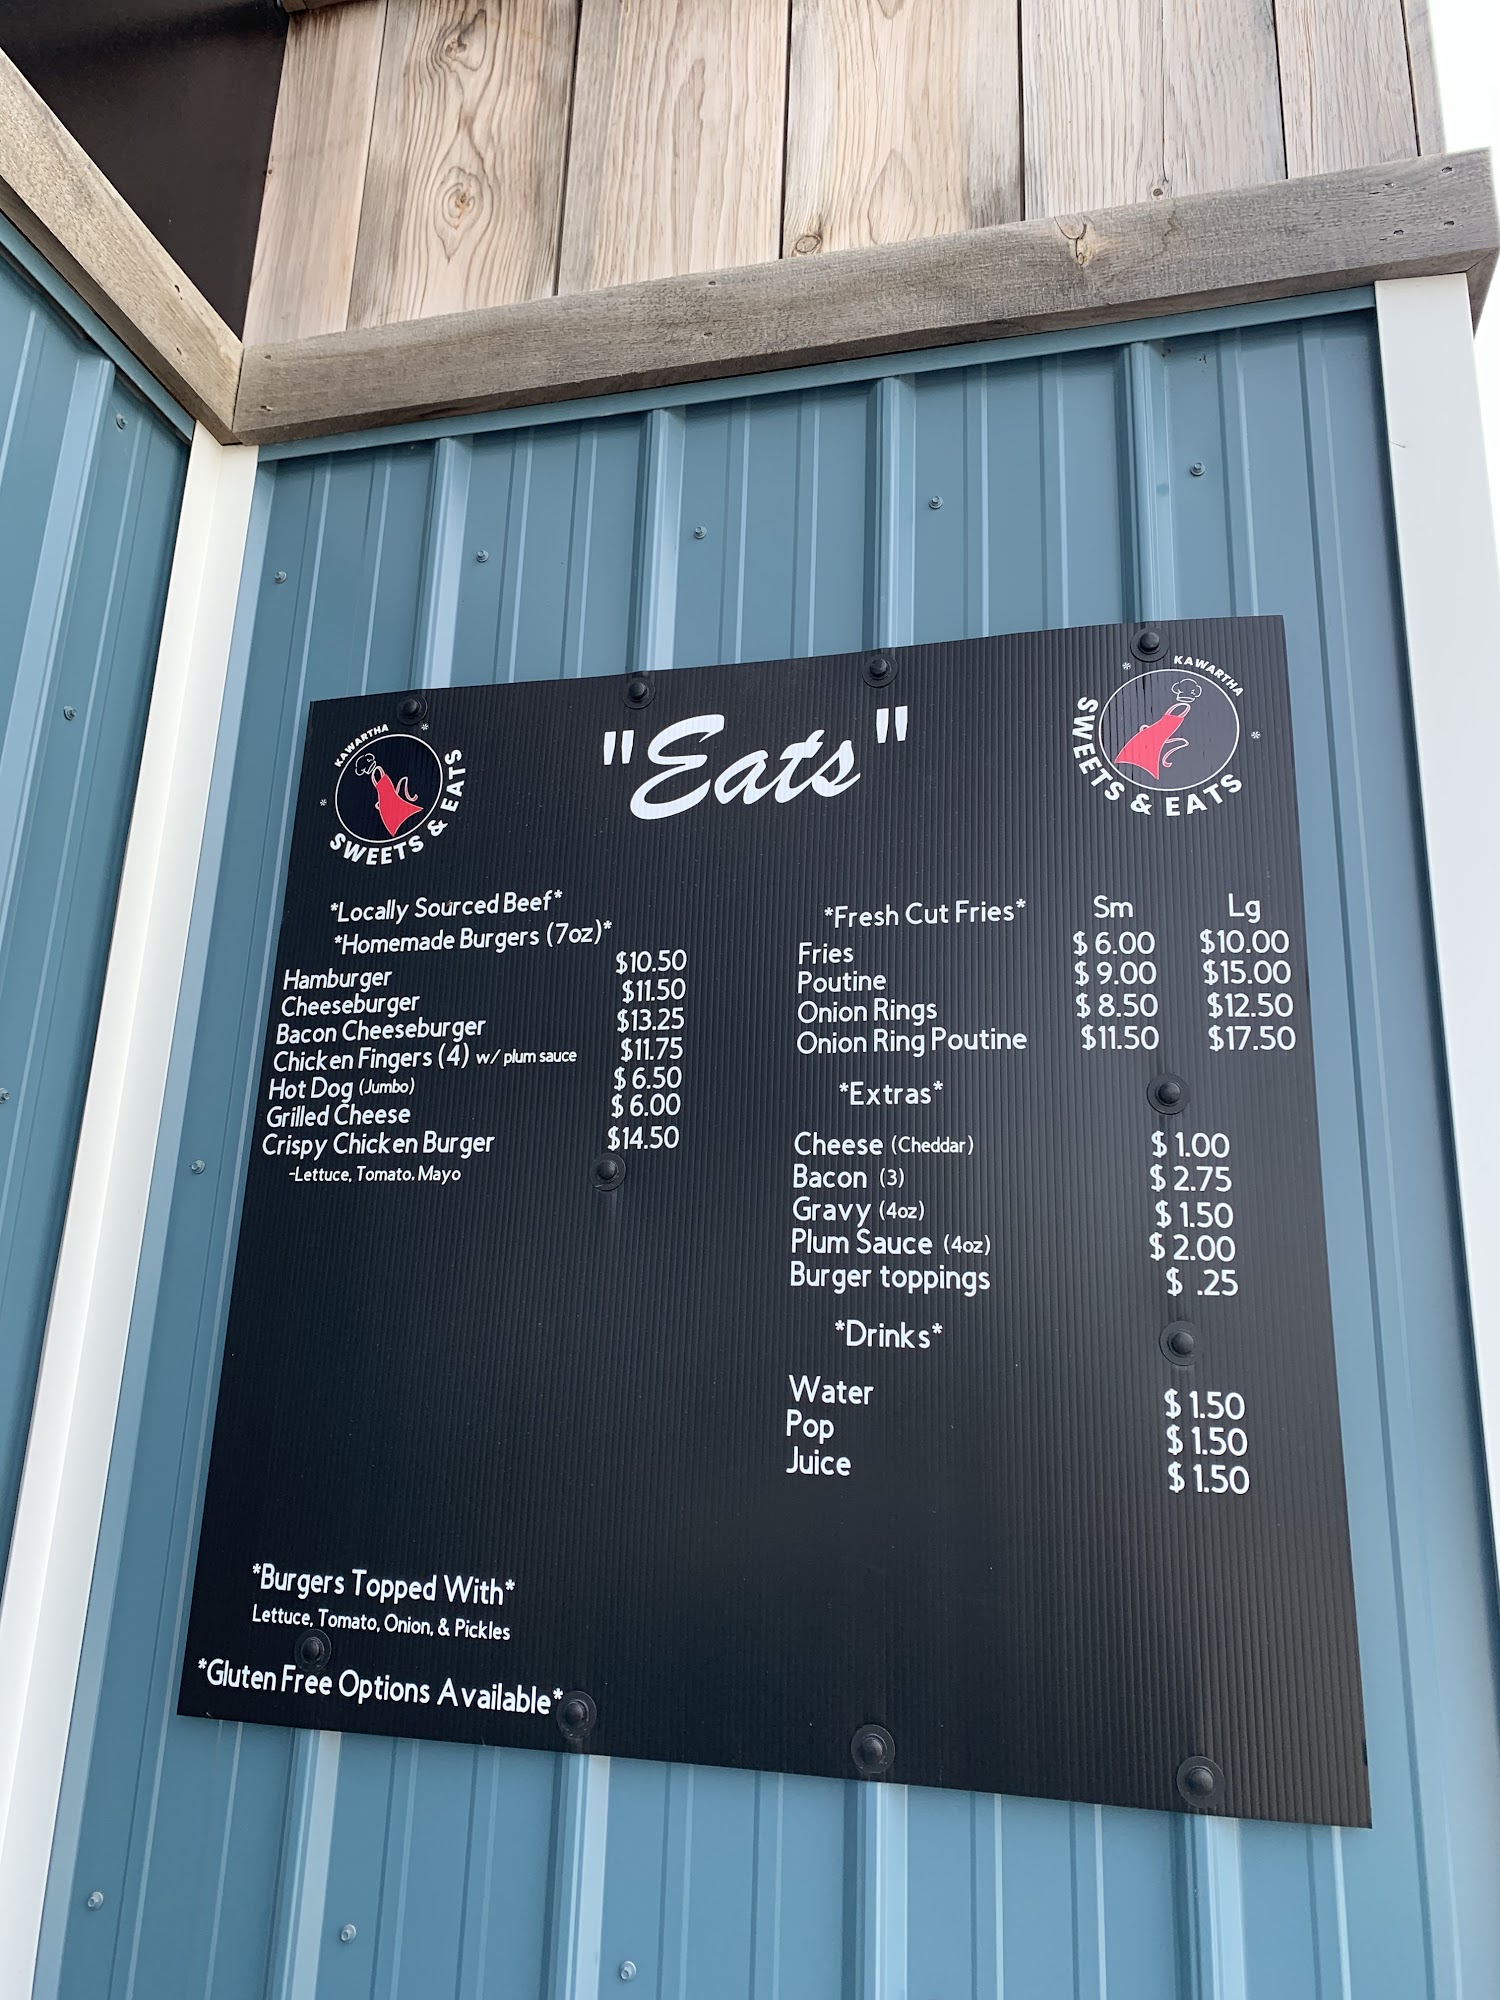 "Eats"
KAWARTHA
SWEETS & EATS
KAWARTHA
SWEETS & EATS
*Locally Sourced Beef*
*Homemade Burgers (7oz)*
Hamburger $10.50
Cheeseburger $11.50
Bacon Cheeseburger $13.25
Chicken Fingers (4) w/ plum sauce $11.75
Hot Dog (Jumbo) $6.50
Grilled Cheese $6.00
Crispy Chicken Burger $14.50
-Lettuce, Tomato. Mayo
*Burgers Topped With*
Lettuce, Tomato, Onion, & Pickles
*Gluten Free Options Available*
*Fresh Cut Fries* Sm Lg
Fries $6.00 $10.00
Poutine $9.00 $15.00
Onion Rings $8.50 $12.50
Onion Ring Poutine $11.50 $17.50
*Extras*
Cheese (Cheddar) $1.00
Bacon (3) $2.75
Gravy (4oz) $1.50
Plum Sauce (4oz) $2.00
Burger toppings $ .25
*Drinks*
Water $1.50
Pop $1.50
Juice $1.50